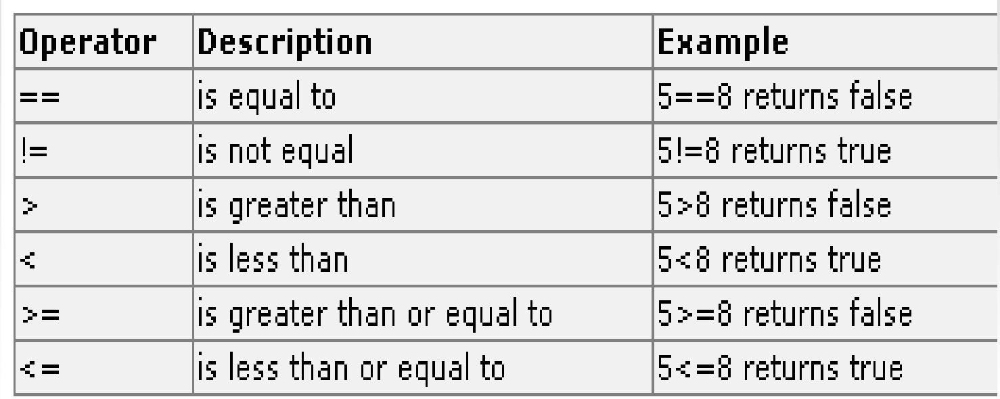 Operator Description Example
== is equal to 5==8 returns false
!= is not equal 5!=8 returns true
> is greater than 5>8 returns false
< is less than 5<8 returns true
>= is greater than or equal to 5>=8 returns false
<= is less than or equal to 5<=8 returns true